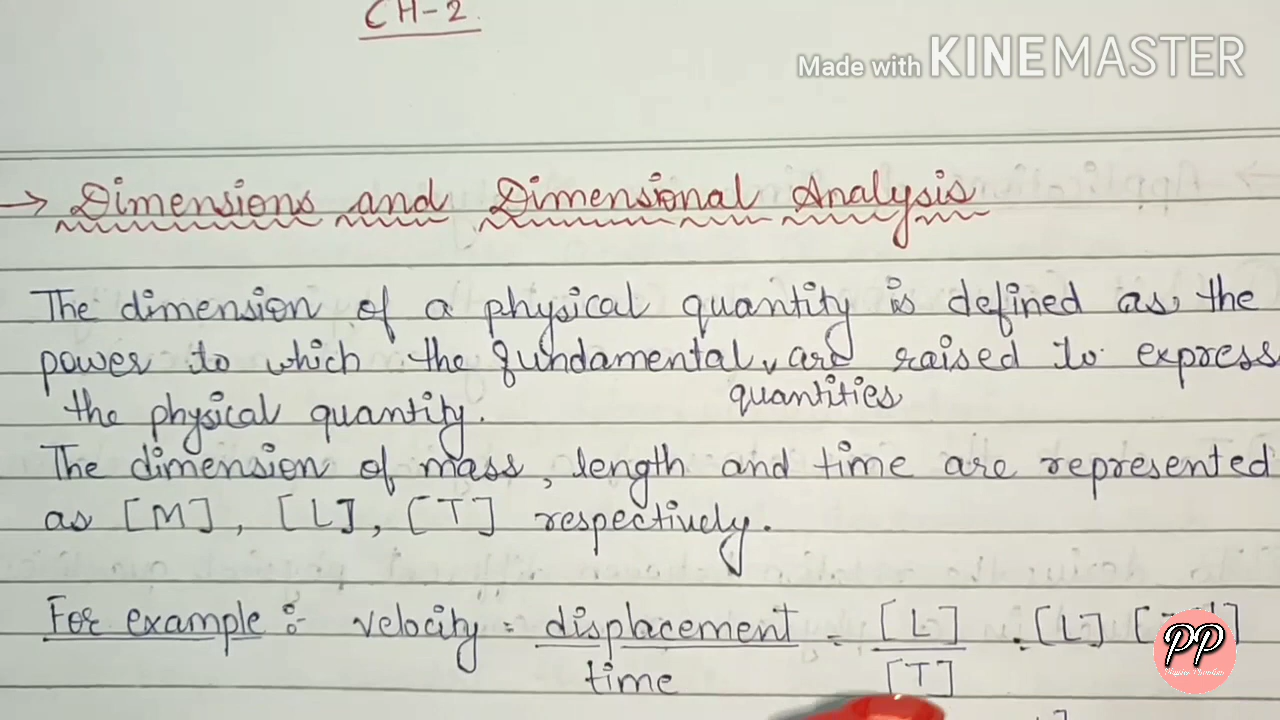 CH-2.
Made with KINEMASTER
→ Dimensions and Dimensional Analysis
The dimension of a physical quantity is defined as the
power to which the fundamental, are raised to express
quantities
the physical quantity.
The dimension of mass, length and time are represented
as [M], [L], [T] respectively.
For example :- velocity = displacement = [L] = [L]
time [T]
PP